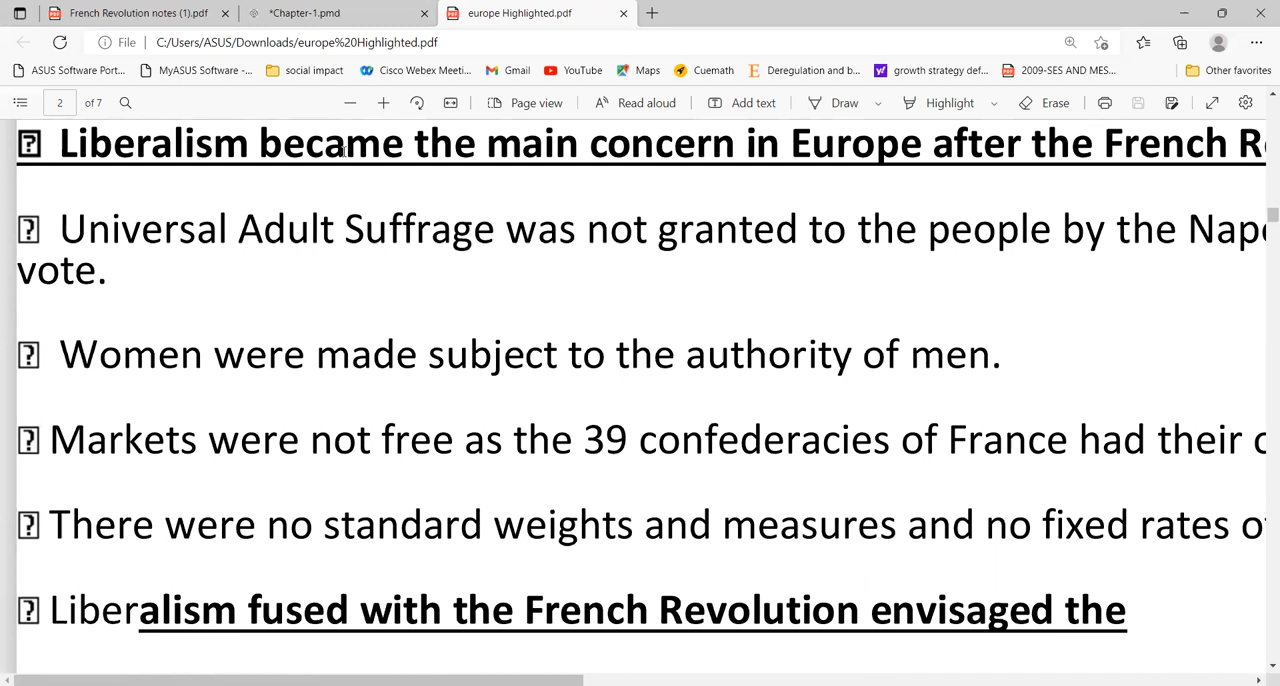 French Revolution notes (1).pdf
*Chapter-1.pmd
europe Highlighted.pdf
File
C:/Users/ASUS/Downloads/europe%20Highlighted.pdf
ASUS Software Port...
MyASUS Software -...
social impact
Cisco Webex Meeti...
Gmail
YouTube
Maps
Cuemath
Deregulation and b...
growth strategy def...
2009-SES AND MES...
Other favorites
2 of 7
Page view
Read aloud
Add text
Draw
Highlight
Erase
Liberalism became the main concern in Europe after the French R
Universal Adult Suffrage was not granted to the people by the Nap
vote.
Women were made subject to the authority of men.
Markets were not free as the 39 confederacies of France had their
There were no standard weights and measures and no fixed rates
Liberalism fused with the French Revolution envisaged the